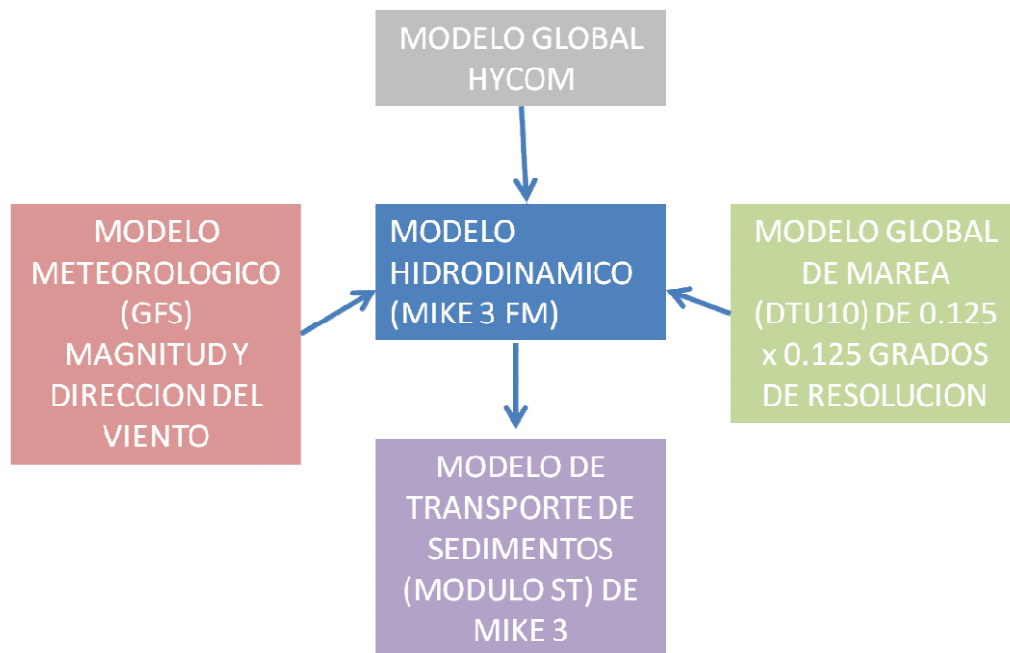 MODELO GLOBAL
HYCOM
MODELO
METEOROLOGICO
(GFS)
MAGNITUD Y
DIRECCION DEL
VIENTO
MODELO
HIDRODINAMICO
(MIKE 3 FM)
MODELO GLOBAL
DE MAREA
(DTU10) DE 0.125
x 0.125 GRADOS
DE RESOLUCION
MODELO DE
TRANSPORTE DE
SEDIMENTOS
(MODULO ST) DE
MIKE 3